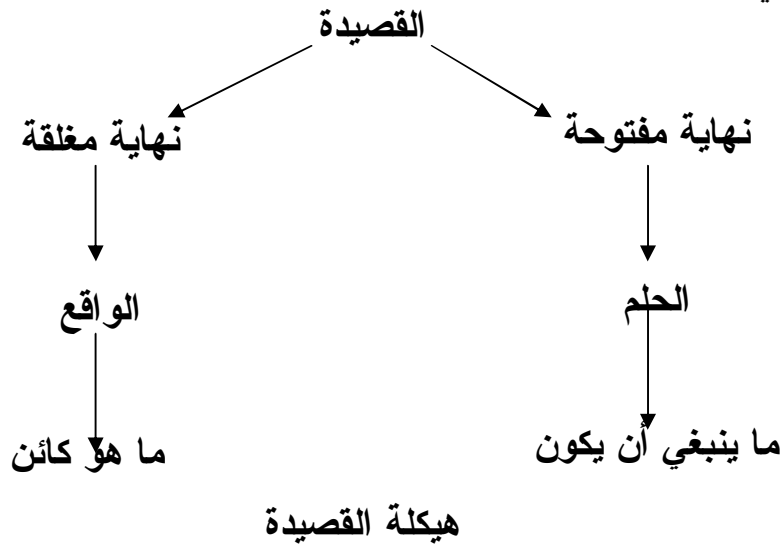 القصيدة
نهاية مفتوحة نهاية مغلقة
الحلم الواقع
ما ينبغي أن يكون ما هو كائن
هيكلة القصيدة